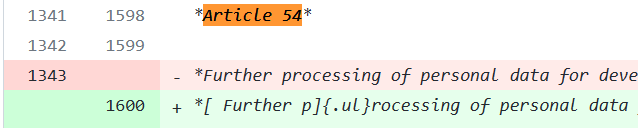 1341 1598 *Article 54*
1342 1599
1343 - *Further processing of personal data for deve
1600 + *[ Further p]{.ul}rocessing of personal data